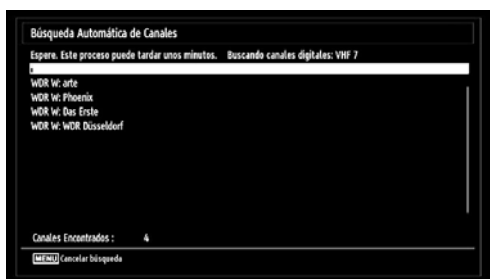 Búsqueda Automática de Canales
Espere. Este proceso puede tardar unos minutos. Buscando canales digitales: VHF 7
WDR W: arte
WDR W: Phoenix
WDR W: Das Erste
WDR W: WDR Düsseldorf
Canales Encontrados : 4
MENU Cancelar búsqueda